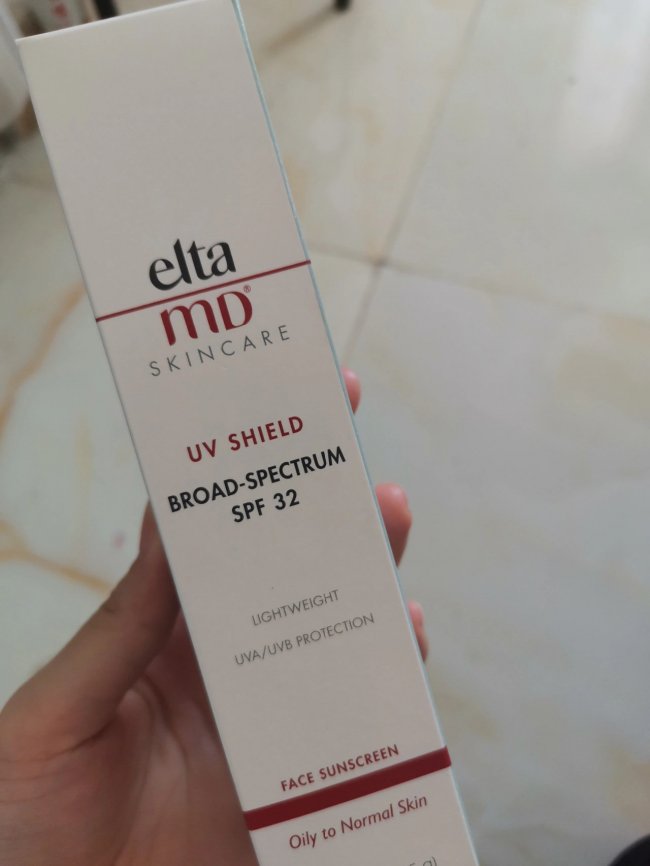 elta
MD®
SKINCARE
UV SHIELD
BROAD-SPECTRUM
SPF 32
LIGHTWEIGHT
UVA/UVB PROTECTION
FACE SUNSCREEN
Oily to Normal Skin